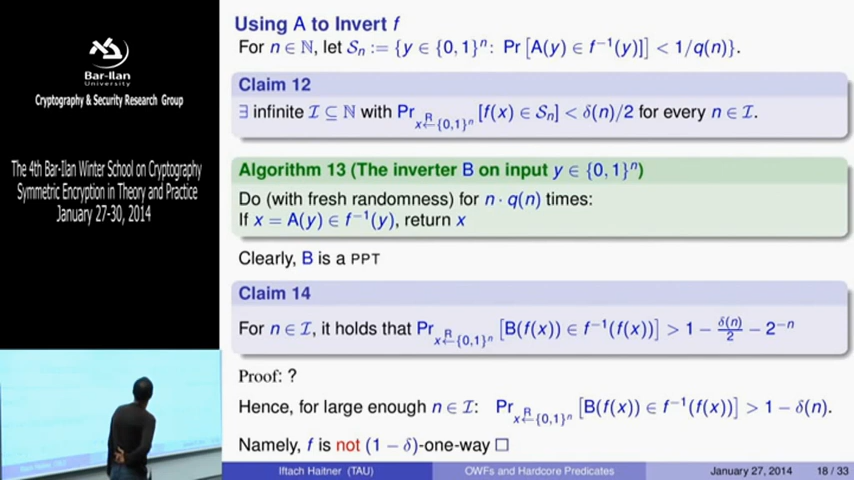 Bar-Ilan
University
Cryptography & Security Research Group
The 4th Bar-Ilan Winter School on Cryptography
Symmetric Encryption in Theory and Practice
January 27-30, 2014
Using A to Invert f
For n ∈ ℕ, let 𝒮ₙ := {y ∈ {0, 1}ⁿ: Pr [A(y) ∈ f⁻¹(y)]] < 1/q(n)}.
Claim 12
∃ infinite ℐ ⊆ ℕ with Pr_{x ←^R {0,1}ⁿ} [f(x) ∈ 𝒮ₙ] < δ(n)/2 for every n ∈ ℐ.
Algorithm 13 (The inverter B on input y ∈ {0, 1}ⁿ)
Do (with fresh randomness) for n · q(n) times:
If x = A(y) ∈ f⁻¹(y), return x
Clearly, B is a PPT
Claim 14
For n ∈ ℐ, it holds that Pr_{x ←^R {0,1}ⁿ} [B(f(x)) ∈ f⁻¹(f(x))] > 1 − δ(n)/2 − 2⁻ⁿ
Proof: ?
Hence, for large enough n ∈ ℐ: Pr_{x ←^R {0,1}ⁿ} [B(f(x)) ∈ f⁻¹(f(x))] > 1 − δ(n).
Namely, f is not (1 − δ)-one-way □
Iftach Haitner (TAU) OWFs and Hardcore Predicates January 27, 2014 18 / 33